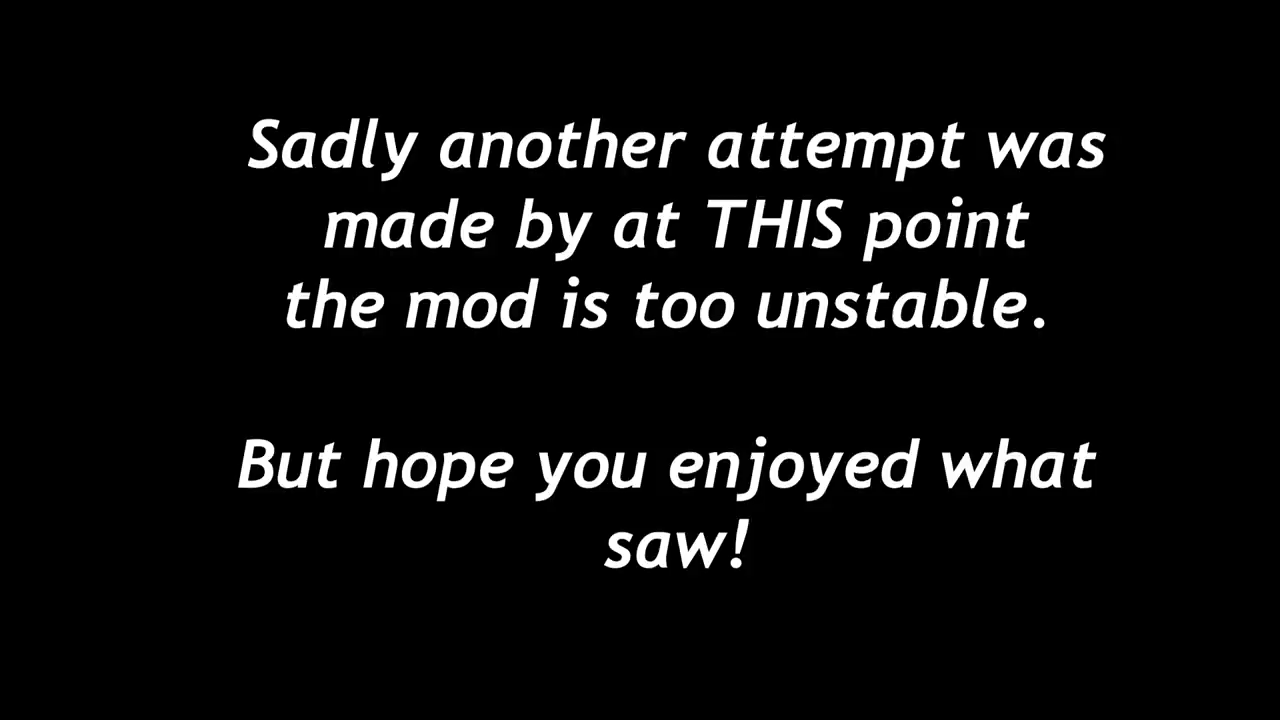 Sadly another attempt was
made by at THIS point
the mod is too unstable.
But hope you enjoyed what
saw!